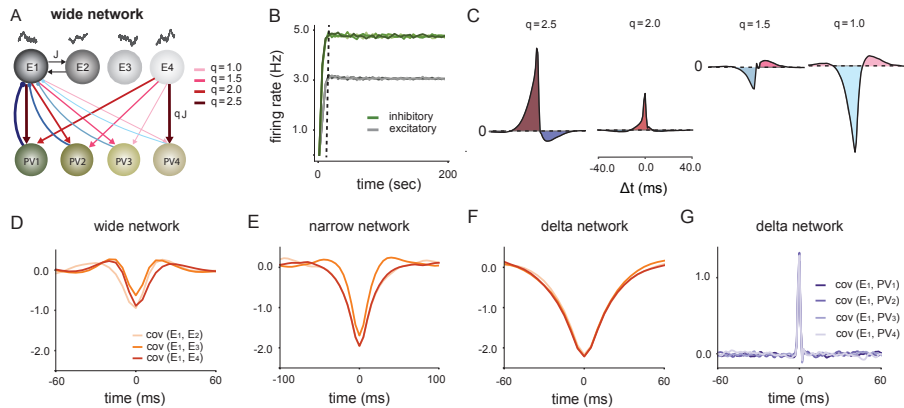 A
wide network
E1
J
E2
E3
E4
q=1.0
q=1.5
q=2.0
q=2.5
qJ
PV1
PV2
PV3
PV4
B
firing rate (Hz)
5.0
3.0
1.0
inhibitory
excitatory
0
200
time (sec)
C
q = 2.5
q = 2.0
q = 1.5
q = 1.0
0
0
-40.0
0.0
40.0
Δt (ms)
D
wide network
0.0
-1.0
-2.0
cov (E1, E2)
cov (E1, E3)
cov (E1, E4)
-60
0
60
time (ms)
E
narrow network
0.0
-1.0
-2.0
-100
0
100
time (ms)
F
delta network
0.0
-1.0
-2.0
-60
0
60
time (ms)
G
delta network
1.0
0.0
cov (E1, PV1)
cov (E1, PV2)
cov (E1, PV3)
cov (E1, PV4)
-60
0
60
time (ms)